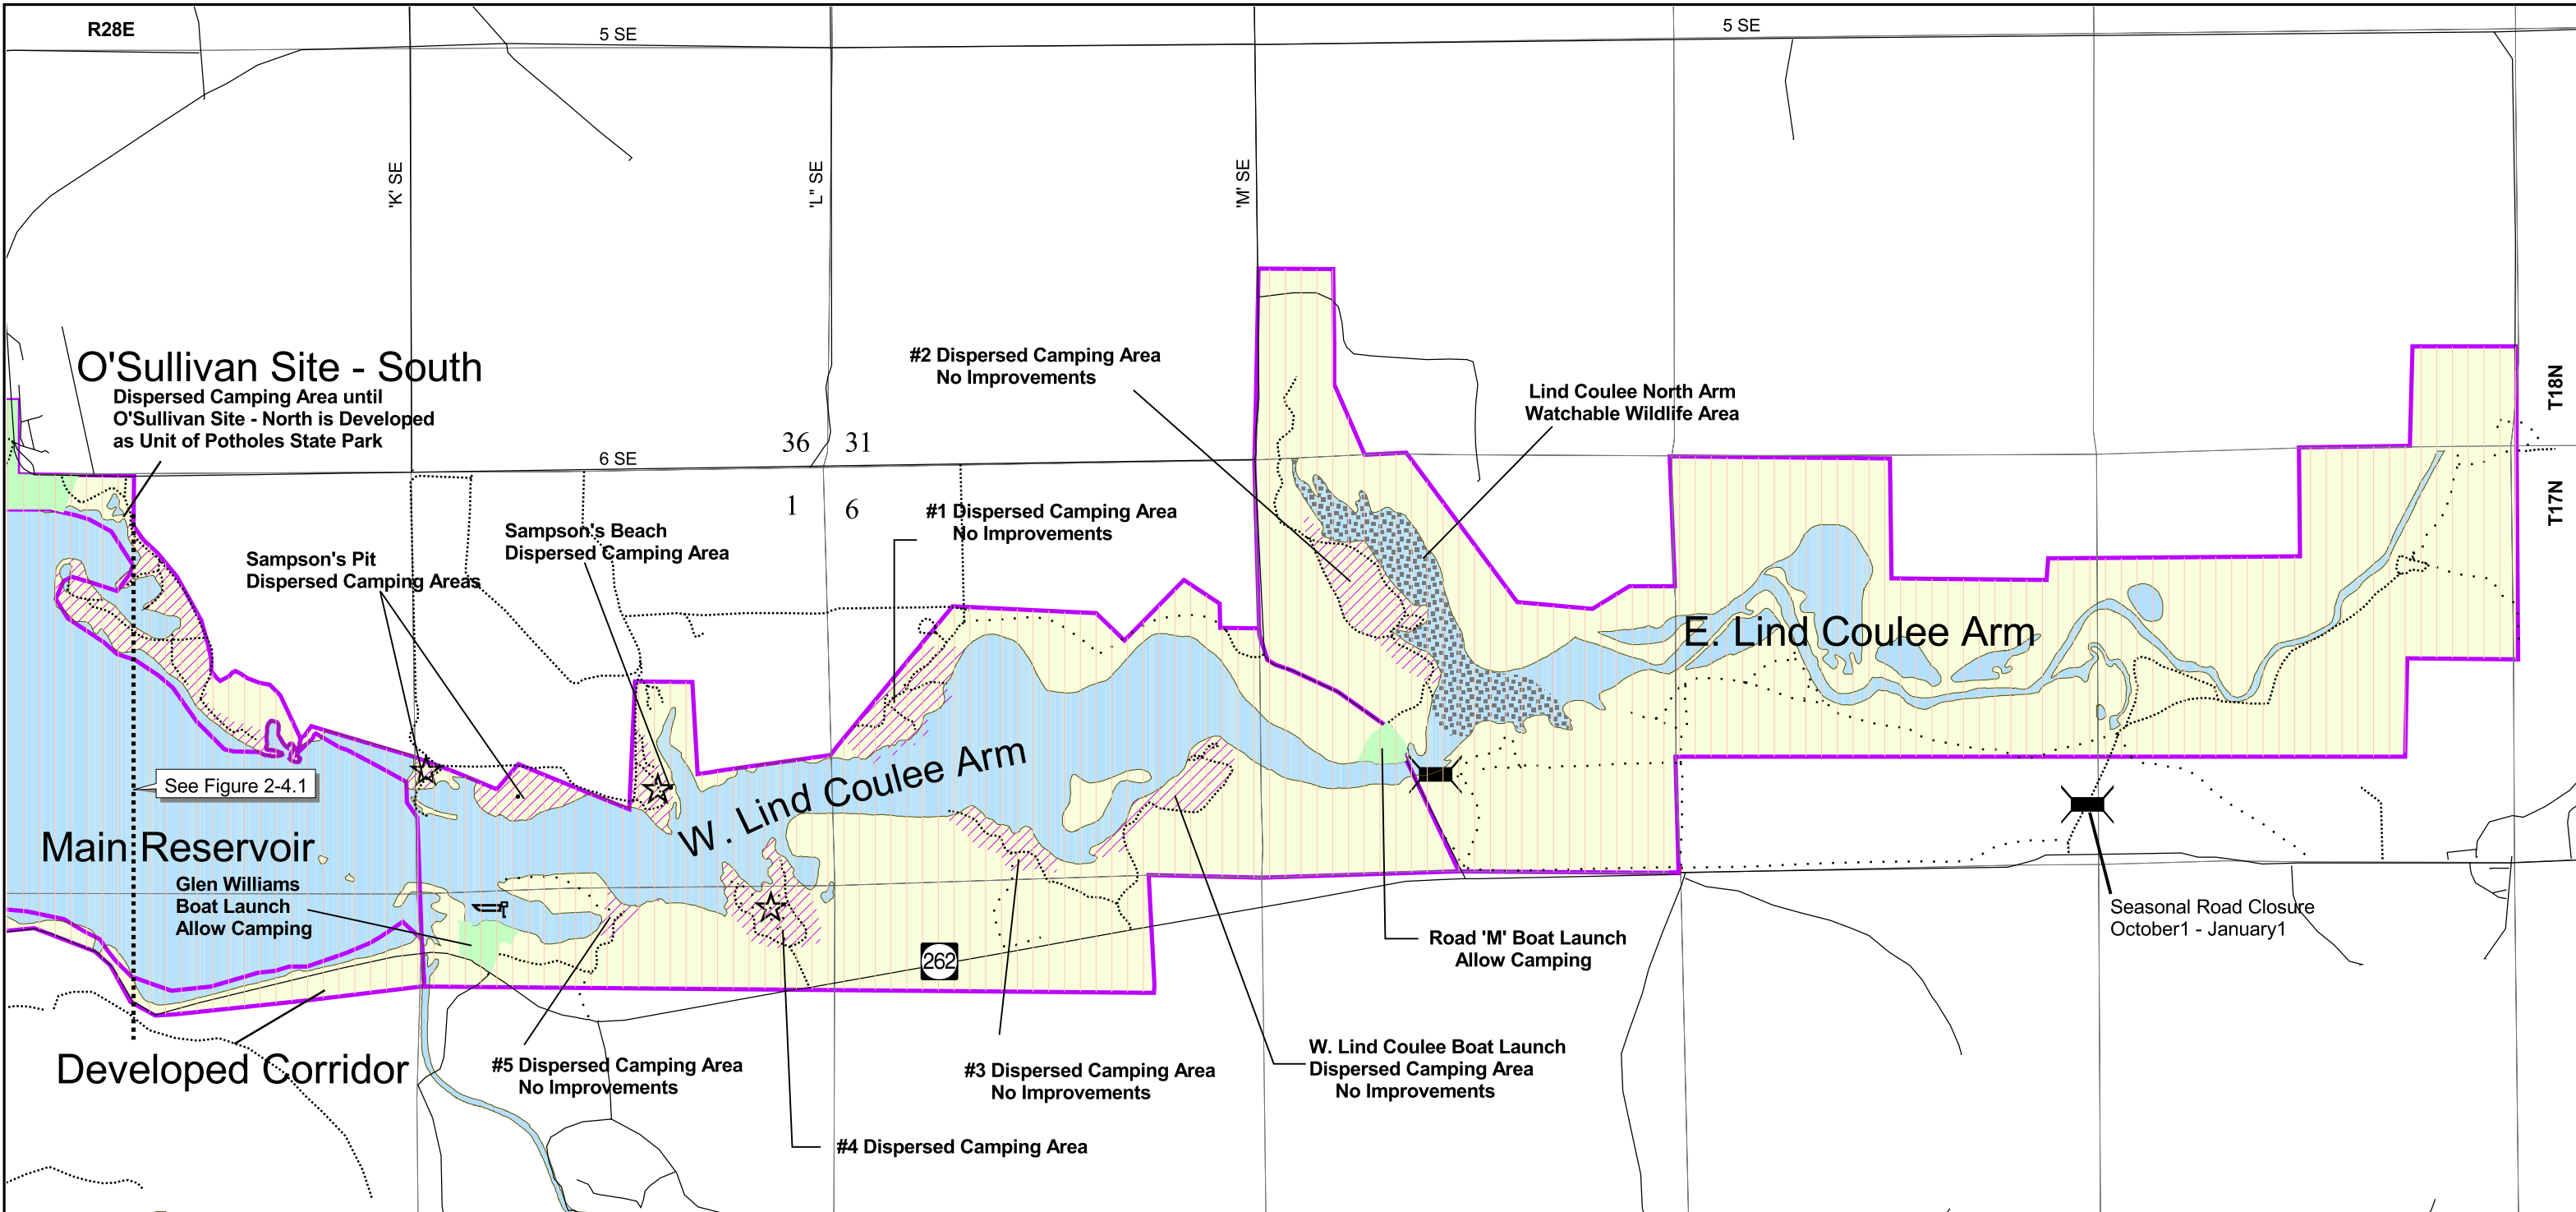 R28E
5 SE
5 SE
'K' SE
'L" SE
'M' SE
O'Sullivan Site - South
Dispersed Camping Area until
O'Sullivan Site - North is Developed
as Unit of Potholes State Park
#2 Dispersed Camping Area
No Improvements
Lind Coulee North Arm
Watchable Wildlife Area
T18N
T17N
36
31
6 SE
1
6
#1 Dispersed Camping Area
No Improvements
Sampson's Beach
Dispersed Camping Area
Sampson's Pit
Dispersed Camping Areas
E. Lind Coulee Arm
W. Lind Coulee Arm
See Figure 2-4.1
Main Reservoir
Glen Williams
Boat Launch
Allow Camping
262
Road 'M' Boat Launch
Allow Camping
Seasonal Road Closure
October1 - January1
Developed Corridor
#5 Dispersed Camping Area
No Improvements
#3 Dispersed Camping Area
No Improvements
W. Lind Coulee Boat Launch
Dispersed Camping Area
No Improvements
#4 Dispersed Camping Area